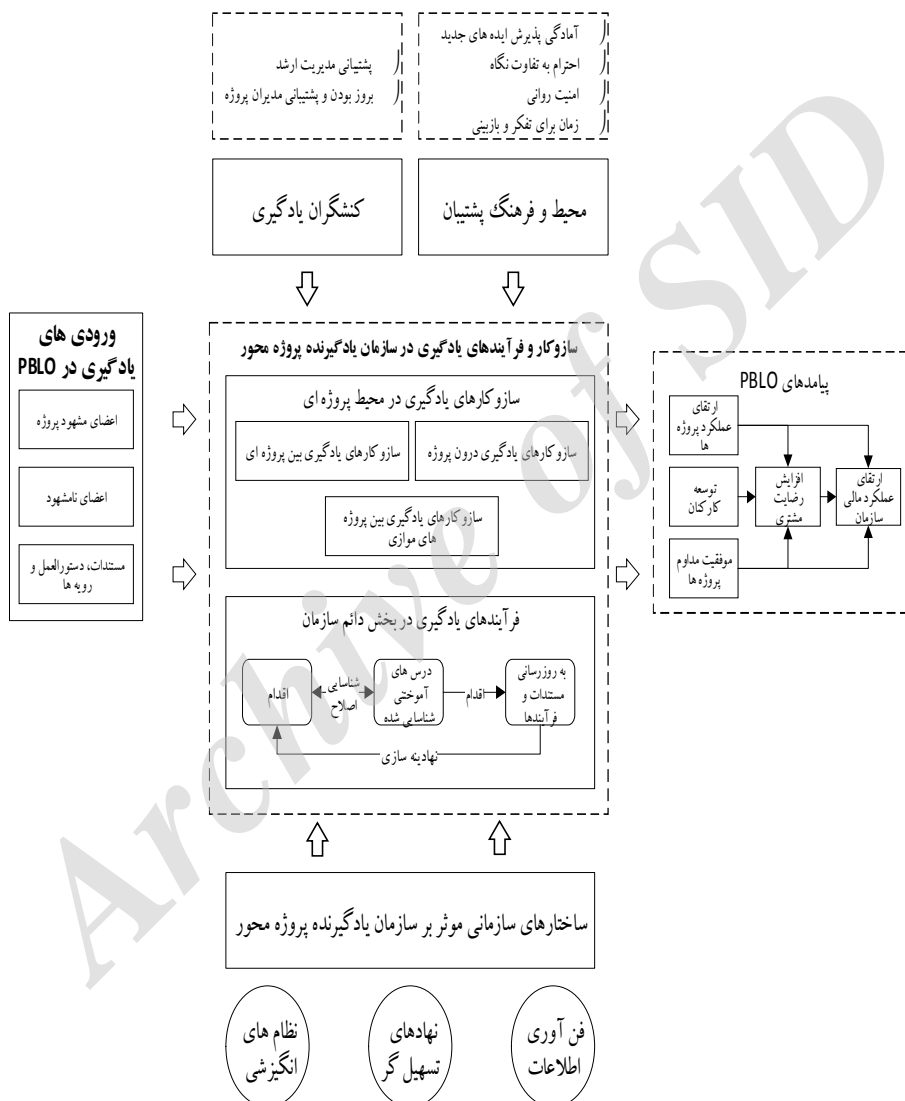 آمادگی پذیرش ایده های جدید
احترام به تفاوت نگاه
امنیت روانی
زمان برای تفکر و بازبینی
پشتیبانی مدیریت ارشد
بروز بودن و پشتیبانی مدیران پروژه
محیط و فرهنگ پشتیبان
کنشگران یادگیری
ورودی های
یادگیری در PBLO
اعضای مشهود پروژه
اعضای نامشهود
مستندات، دستورالعمل و
رویه ها
سازوکار و فرآیندهای یادگیری در سازمان یادگیرنده پروژه محور
سازوکارهای یادگیری در محیط پروژه ای
سازوکارهای یادگیری درون پروژه
سازوکارهای یادگیری بین پروژه ای
سازوکارهای یادگیری بین پروژه
های موازی
فرآیندهای یادگیری در بخش دائم سازمان
به روزرسانی
مستندات و
فرآیندها
اقدام
درس های
آموختنی
شناسایی شده
شناسایی
اصلاح
اقدام
نهادینه سازی
پیامدهای PBLO
ارتقای
عملکرد پروژه
ها
توسعه
کارکنان
موفقیت مداوم
پروژه ها
افزایش
رضایت
مشتری
ارتقای
عملکرد مالی
سازمان
ساختارهای سازمانی موثر بر سازمان یادگیرنده پروژه محور
فن آوری
اطلاعات
نهادهای
تسهیل گر
نظام های
انگیزشی
Archive of SID